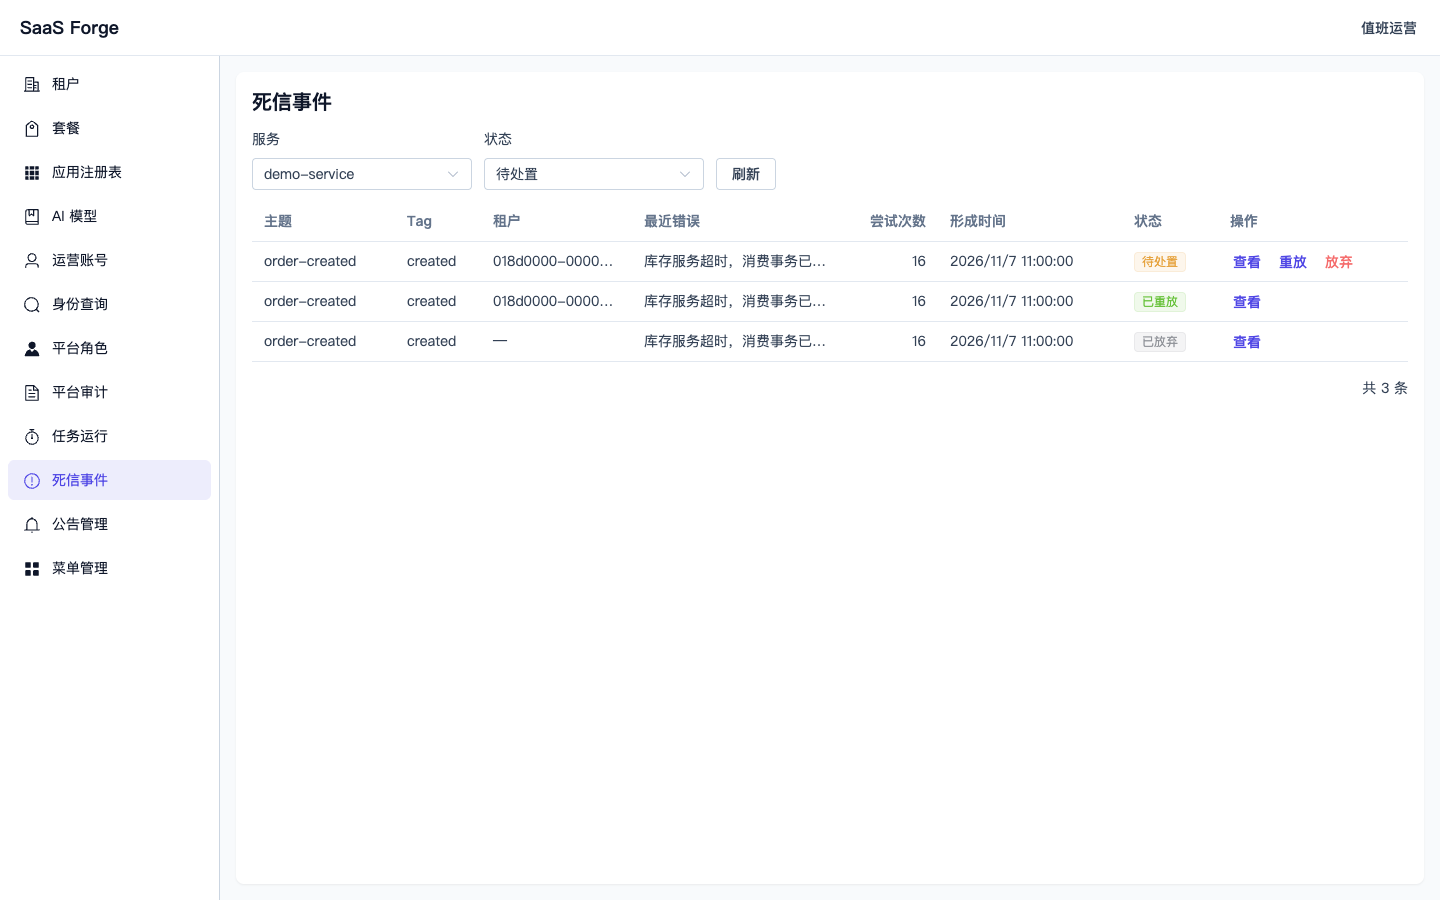 SaaS Forge
值班运营
租户
套餐
应用注册表
AI 模型
运营账号
身份查询
平台角色
平台审计
任务运行
死信事件
公告管理
菜单管理
死信事件
服务 状态
demo-service 待处置 刷新
主题 Tag 租户 最近错误 尝试次数 形成时间 状态 操作
order-created created 018d0000-0000... 库存服务超时，消费事务已... 16 2026/11/7 11:00:00 待处置 查看 重放 放弃
order-created created 018d0000-0000... 库存服务超时，消费事务已... 16 2026/11/7 11:00:00 已重放 查看
order-created created — 库存服务超时，消费事务已... 16 2026/11/7 11:00:00 已放弃 查看
共 3 条